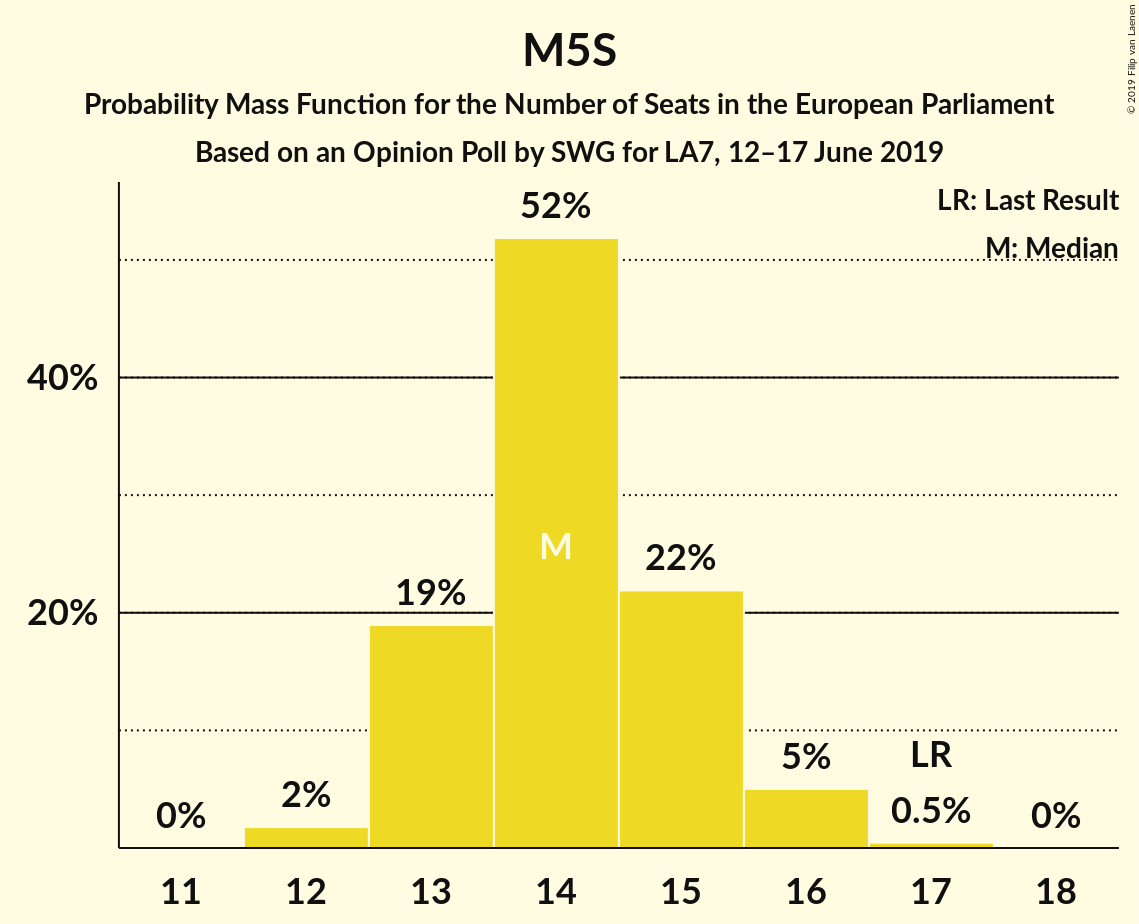 M5S
Probability Mass Function for the Number of Seats in the European Parliament
Based on an Opinion Poll by SWG for LA7, 12–17 June 2019
© 2019 Filip van Laenen
LR: Last Result
M: Median
52%
40%
M
22%
19%
20%
LR
5%
2%
0.5%
0%
0%
11 12 13 14 15 16 17 18